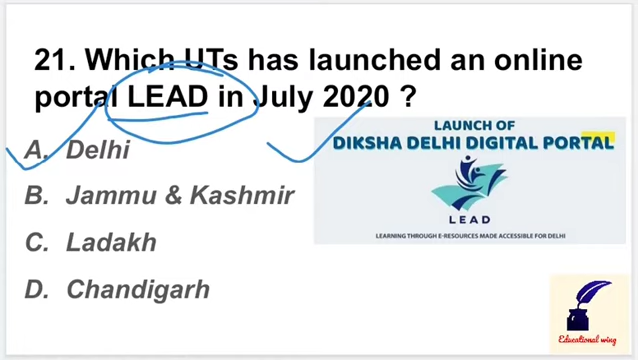 21. Which UTs has launched an online
portal LEAD in July 2020 ?
A. Delhi
B. Jammu & Kashmir
C. Ladakh
D. Chandigarh
LAUNCH OF
DIKSHA DELHI DIGITAL PORTAL
LEAD
LEARNING THROUGH E-RESOURCES MADE ACCESSIBLE FOR DELHI
Educational wing